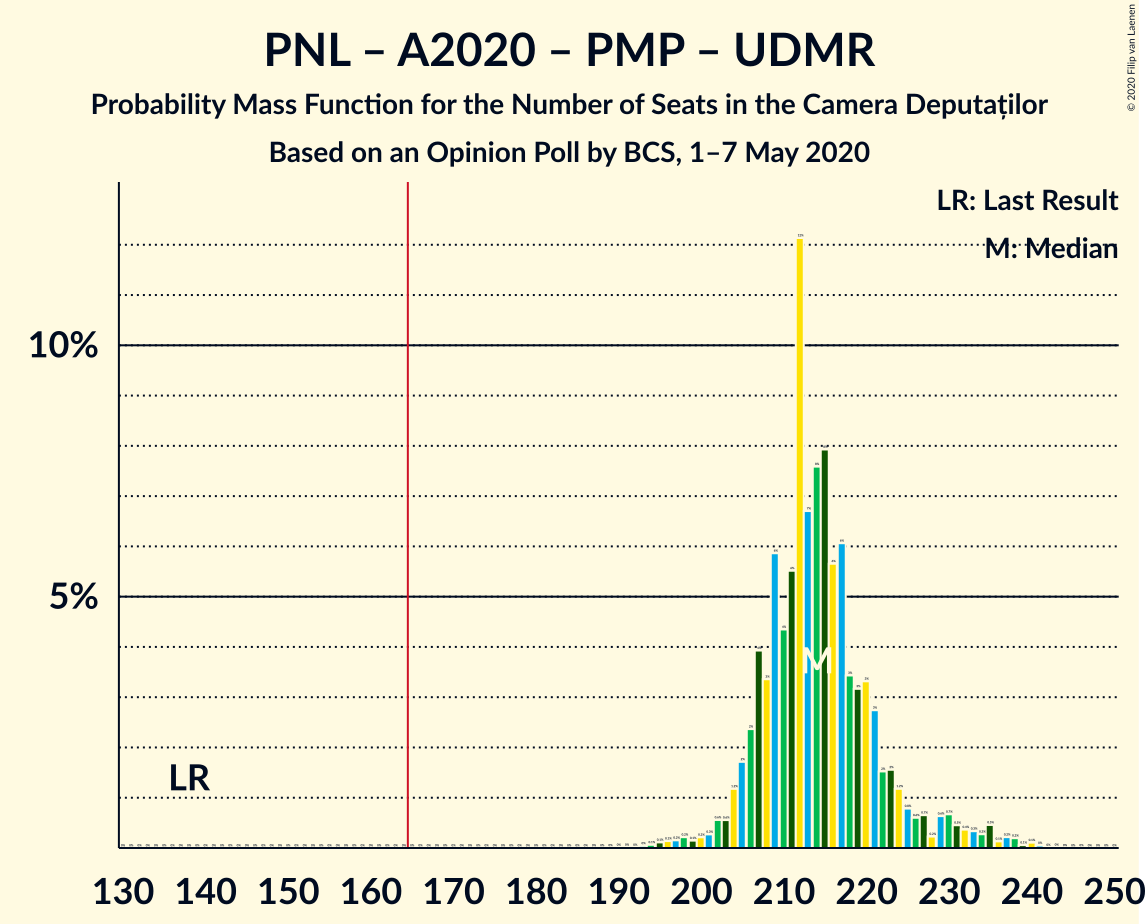 PNL – A2020 – PMP – UDMR
Probability Mass Function for the Number of Seats in the Camera Deputaților
Based on an Opinion Poll by BCS, 1–7 May 2020
© 2020 Filip van Laenen
LR: Last Result
M: Median
10%
5%
M
LR
130 140 150 160 170 180 190 200 210 220 230 240 250